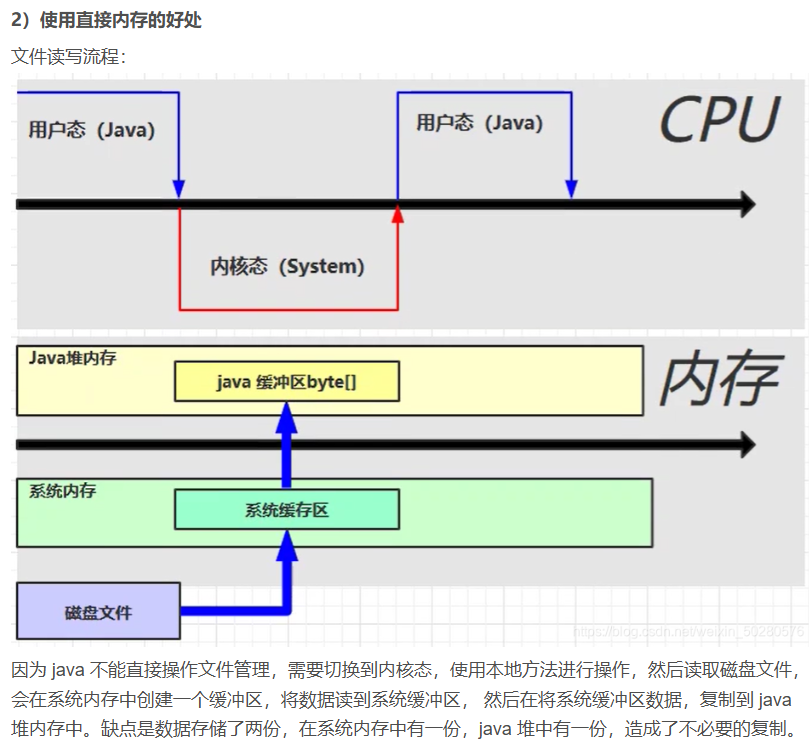 2）使用直接内存的好处
文件读写流程：
用户态（Java）
用户态（Java）
CPU
内核态（System）
Java堆内存
java 缓冲区byte[]
内存
系统内存
系统缓存区
磁盘文件
https://blog.csdn.net/weixin_50280576
因为 java 不能直接操作文件管理，需要切换到内核态，使用本地方法进行操作，然后读取磁盘文件，
会在系统内存中创建一个缓冲区，将数据读到系统缓冲区， 然后在将系统缓冲区数据，复制到 java
堆内存中。缺点是数据存储了两份，在系统内存中有一份，java 堆中有一份，造成了不必要的复制。